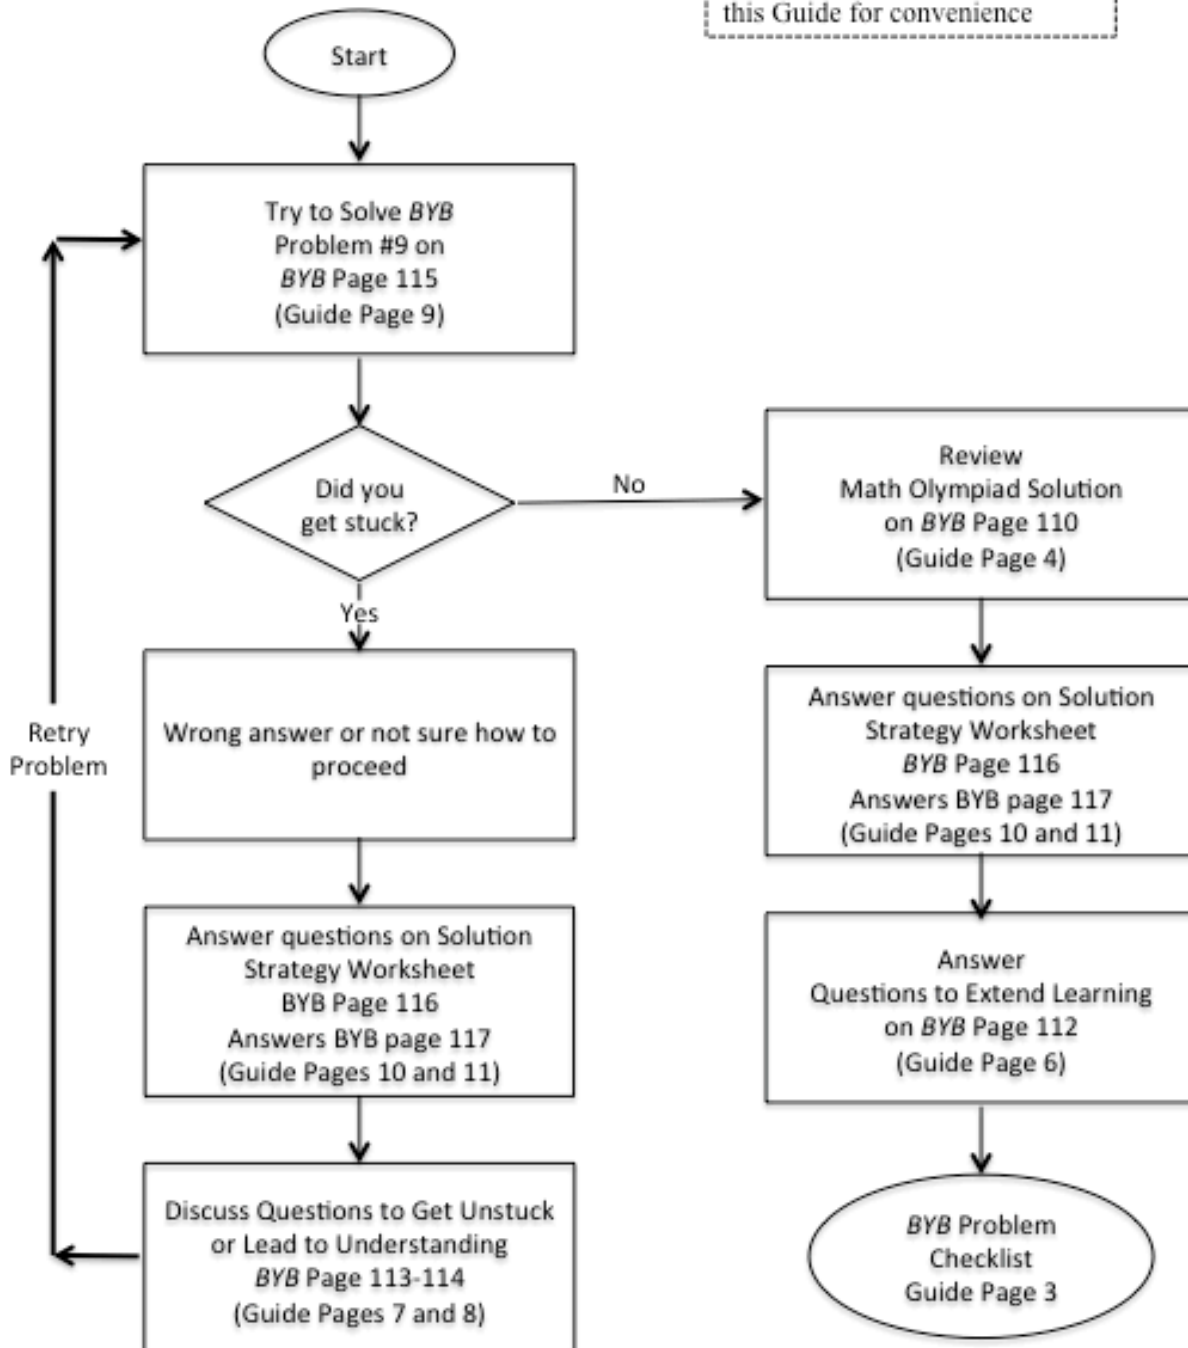 this Guide for convenience
Start
Try to Solve BYB
Problem #9 on
BYB Page 115
(Guide Page 9)
Did you
get stuck?
No
Yes
Wrong answer or not sure how to
proceed
Answer questions on Solution
Strategy Worksheet
BYB Page 116
Answers BYB page 117
(Guide Pages 10 and 11)
Discuss Questions to Get Unstuck
or Lead to Understanding
BYB Page 113-114
(Guide Pages 7 and 8)
Retry
Problem
Review
Math Olympiad Solution
on BYB Page 110
(Guide Page 4)
Answer questions on Solution
Strategy Worksheet
BYB Page 116
Answers BYB page 117
(Guide Pages 10 and 11)
Answer
Questions to Extend Learning
on BYB Page 112
(Guide Page 6)
BYB Problem
Checklist
Guide Page 3